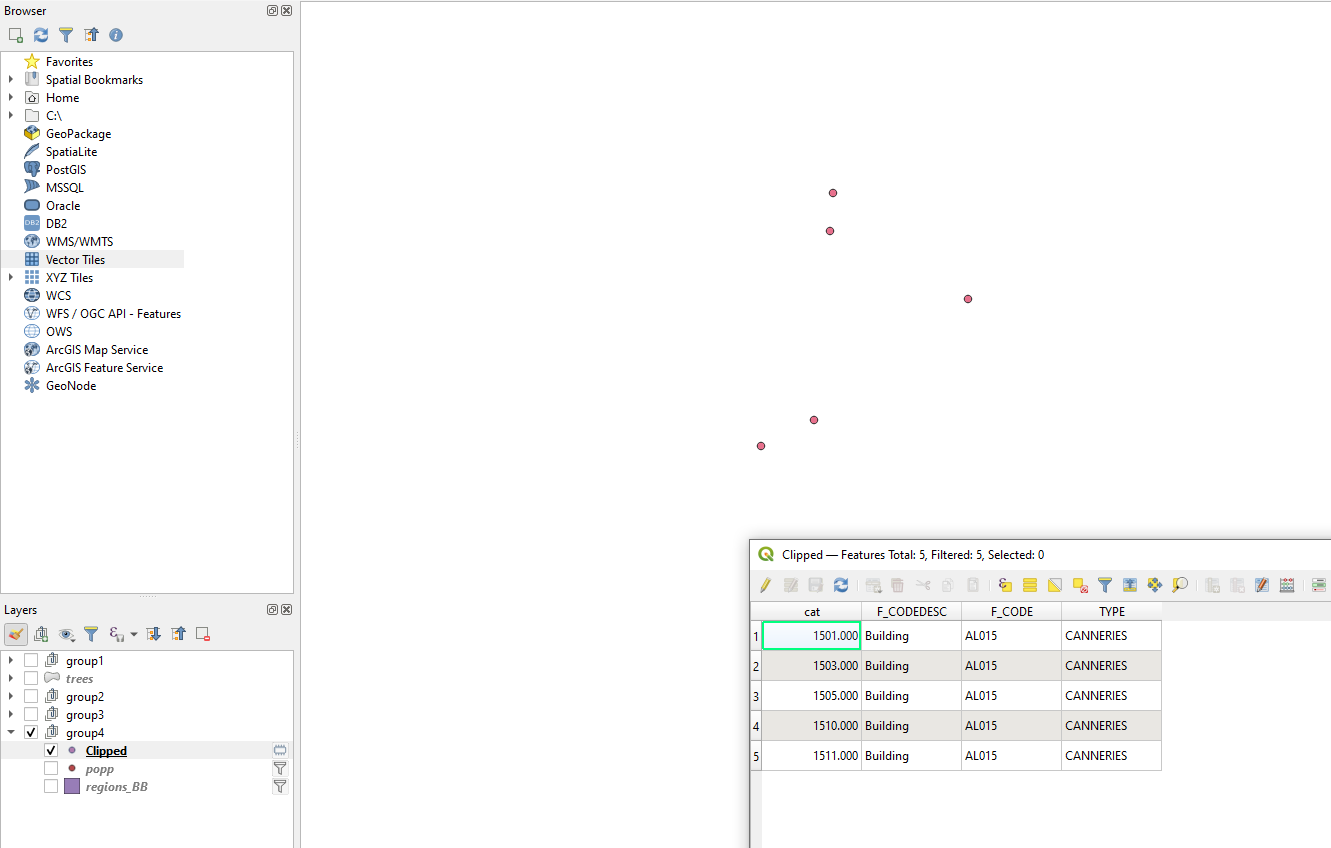 Browser
Favorites
Spatial Bookmarks
Home
C:\
GeoPackage
SpatiaLite
PostGIS
MSSQL
Oracle
DB2 DB2
WMS/WMTS
Vector Tiles
XYZ Tiles
WCS
WFS / OGC API - Features
OWS
ArcGIS Map Service
ArcGIS Feature Service
GeoNode
Layers
group1
trees
group2
group3
group4
Clipped
popp
regions_BB
Clipped — Features Total: 5, Filtered: 5, Selected: 0
cat F_CODEDESC F_CODE TYPE
1 1501.000 Building AL015 CANNERIES
2 1503.000 Building AL015 CANNERIES
3 1505.000 Building AL015 CANNERIES
4 1510.000 Building AL015 CANNERIES
5 1511.000 Building AL015 CANNERIES